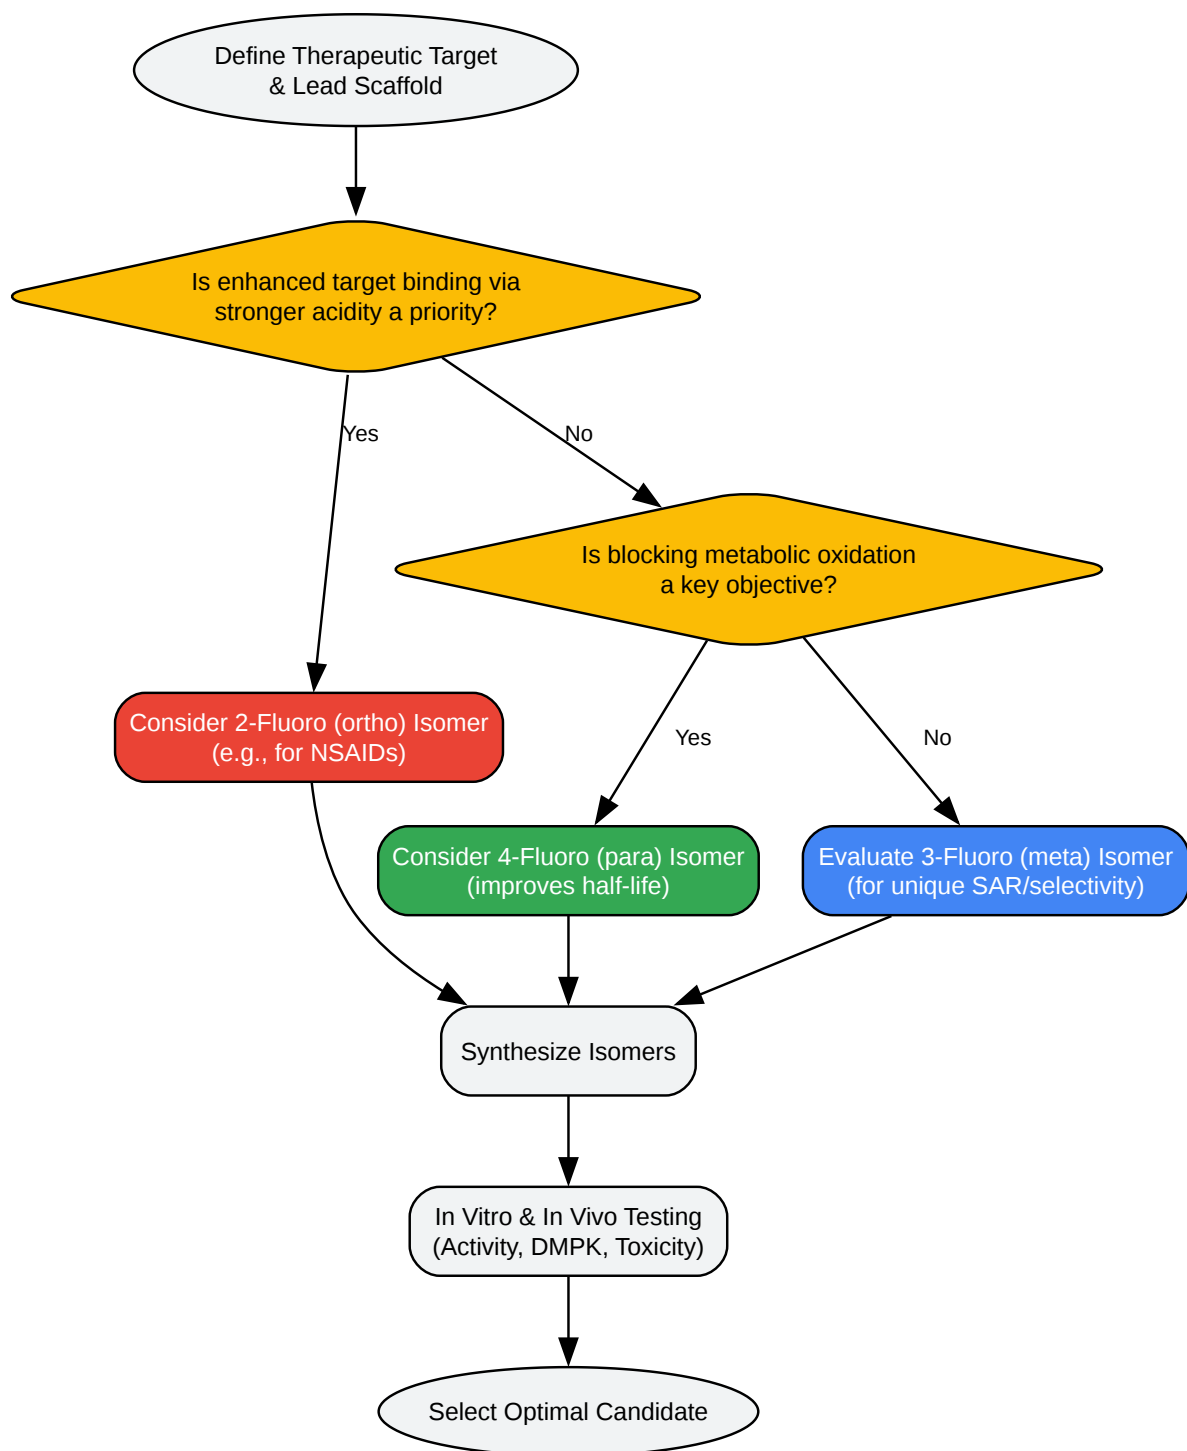 Define Therapeutic Target
& Lead Scaffold
Is enhanced target binding via
stronger acidity a priority?
Yes
No
Is blocking metabolic oxidation
a key objective?
Consider 2-Fluoro (ortho) Isomer
(e.g., for NSAIDs)
Yes
No
Consider 4-Fluoro (para) Isomer
(improves half-life)
Evaluate 3-Fluoro (meta) Isomer
(for unique SAR/selectivity)
Synthesize Isomers
In Vitro & In Vivo Testing
(Activity, DMPK, Toxicity)
Select Optimal Candidate